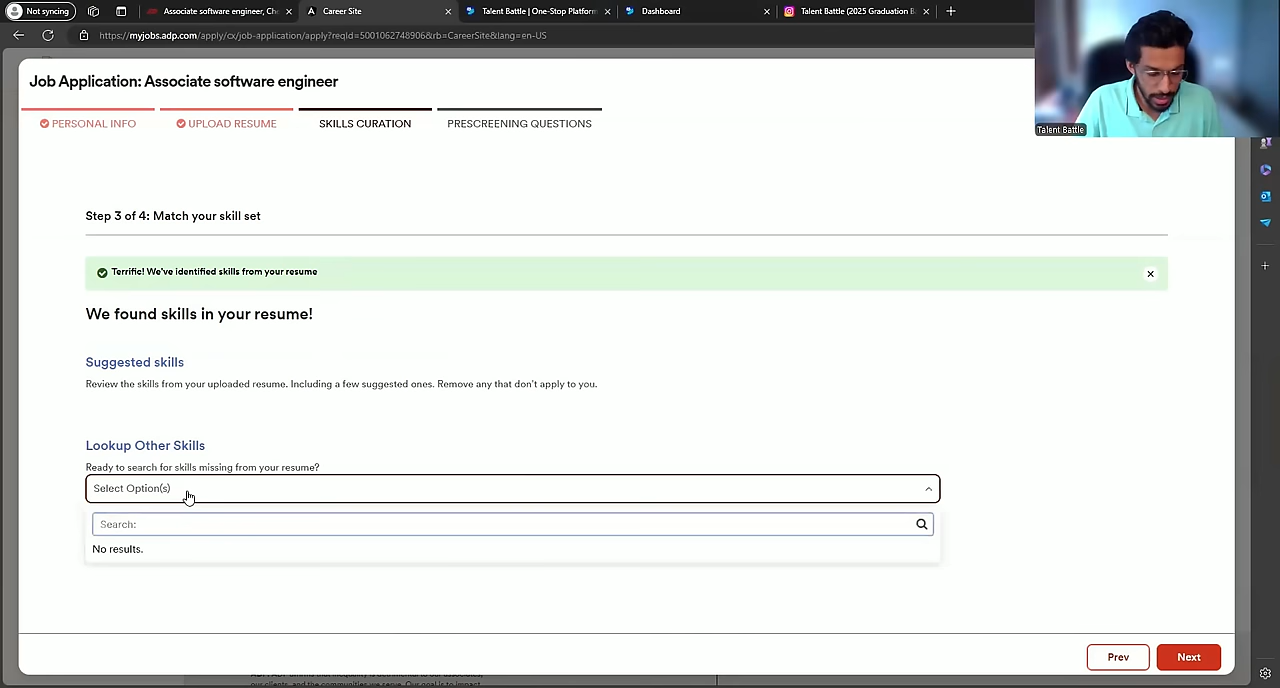 Not syncing
Associate software engineer, Che
Career Site
Talent Battle | One-Stop Platform
Dashboard
Talent Battle (2025 Graduation B
https://myjobs.adp.com/apply/cx/job-application/apply?reqId=5001062748906&rb=CareerSite&lang=en-US
Talent Battle
Job Application: Associate software engineer
PERSONAL INFO
UPLOAD RESUME
SKILLS CURATION
PRESCREENING QUESTIONS
Step 3 of 4: Match your skill set
Terrific! We've identified skills from your resume
We found skills in your resume!
Suggested skills
Review the skills from your uploaded resume. Including a few suggested ones. Remove any that don't apply to you.
Lookup Other Skills
Ready to search for skills missing from your resume?
Select Option(s)
Search:
No results.
Prev
Next